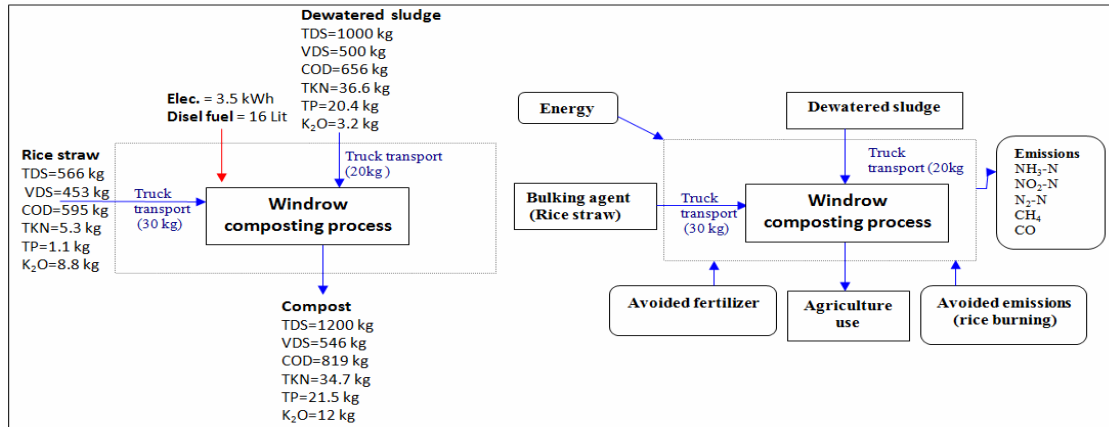 Dewatered sludge
TDS=1000 kg
VDS=500 kg
COD=656 kg
TKN=36.6 kg
TP=20.4 kg
K₂O=3.2 kg
Elec. = 3.5 kWh
Disel fuel = 16 Lit
Rice straw
TDS=566 kg
VDS=453 kg
COD=595 kg
TKN=5.3 kg
TP=1.1 kg
K₂O=8.8 kg
Truck
transport
(30 kg)
Truck transport
(20kg )
Windrow
composting process
Compost
TDS=1200 kg
VDS=546 kg
COD=819 kg
TKN=34.7 kg
TP=21.5 kg
K₂O=12 kg
Energy
Dewatered sludge
Truck
transport (20kg
Bulking agent
(Rice straw)
Truck
transport
(30 kg)
Windrow
composting process
Emissions
NH₃-N
NO₂-N
N₂-N
CH₄
CO
Avoided fertilizer
Agriculture
use
Avoided emissions
(rice burning)